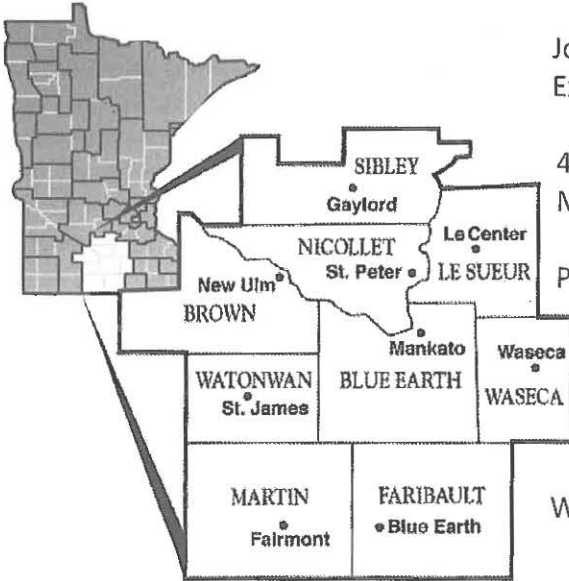 SIBLEY
Gaylord
NICOLLET
St. Peter
Le Center
LE SUEUR
New Ulm
BROWN
Mankato
BLUE EARTH
Waseca
WASECA
WATONWAN
St. James
MARTIN
Fairmont
FARIBAULT
Blue Earth